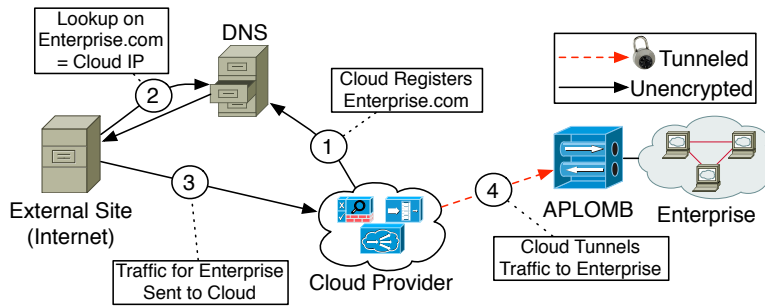 Lookup on
Enterprise.com
= Cloud IP
DNS
2
Cloud Registers
Enterprise.com
1
Tunneled
Unencrypted
3
External Site
(Internet)
4
APLOMB
Enterprise
Traffic for Enterprise
Sent to Cloud
Cloud Provider
Cloud Tunnels
Traffic to Enterprise